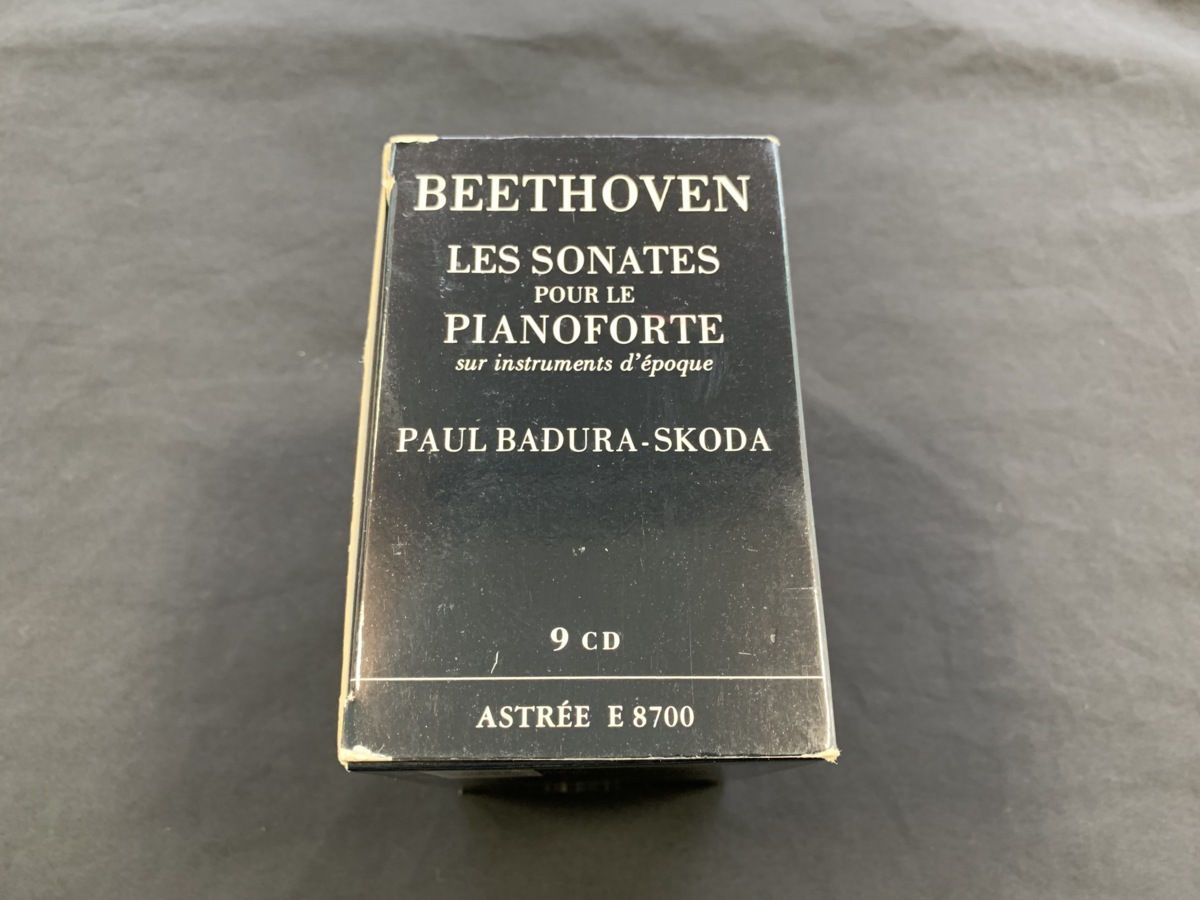 BEETHOVEN
LES SONATES
POUR LE
PIANOFORTE
sur instruments d'époque
PAUL BADURA-SKODA
9 CD
ASTRÉE E 8700